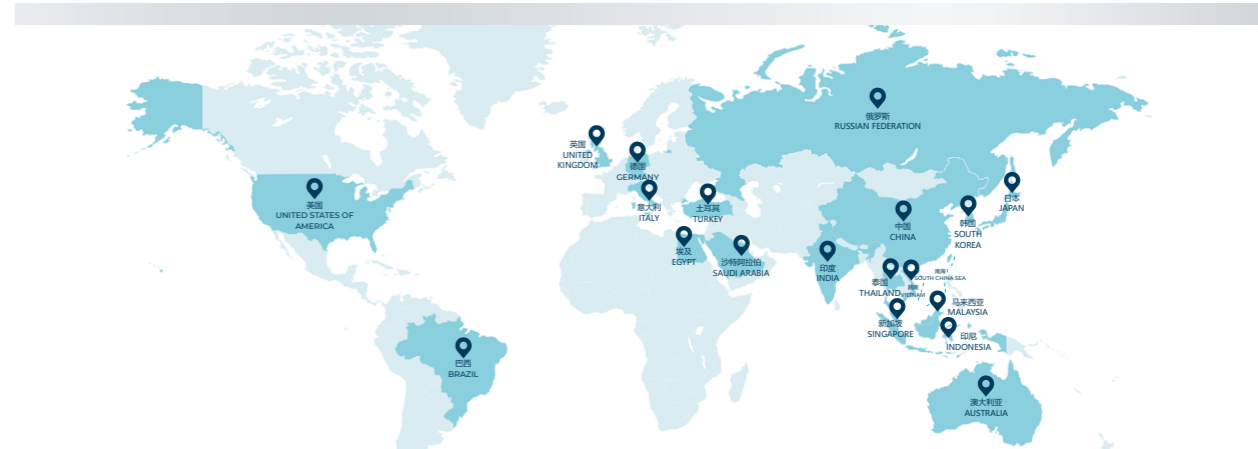 俄罗斯
RUSSIAN FEDERATION
英国
UNITED
KINGDOM
德国
GERMANY
意大利
ITALY
土耳其
TURKEY
美国
UNITED STATES OF
AMERICA
日本
JAPAN
中国
CHINA
韩国
SOUTH
KOREA
埃及
EGYPT
沙特阿拉伯
SAUDI ARABIA
印度
INDIA
泰国
THAILAND
南海
SOUTH CHINA SEA
越南
VIETNAM
马来西亚
MALAYSIA
新加坡
SINGAPORE
印尼
INDONESIA
巴西
BRAZIL
澳大利亚
AUSTRALIA